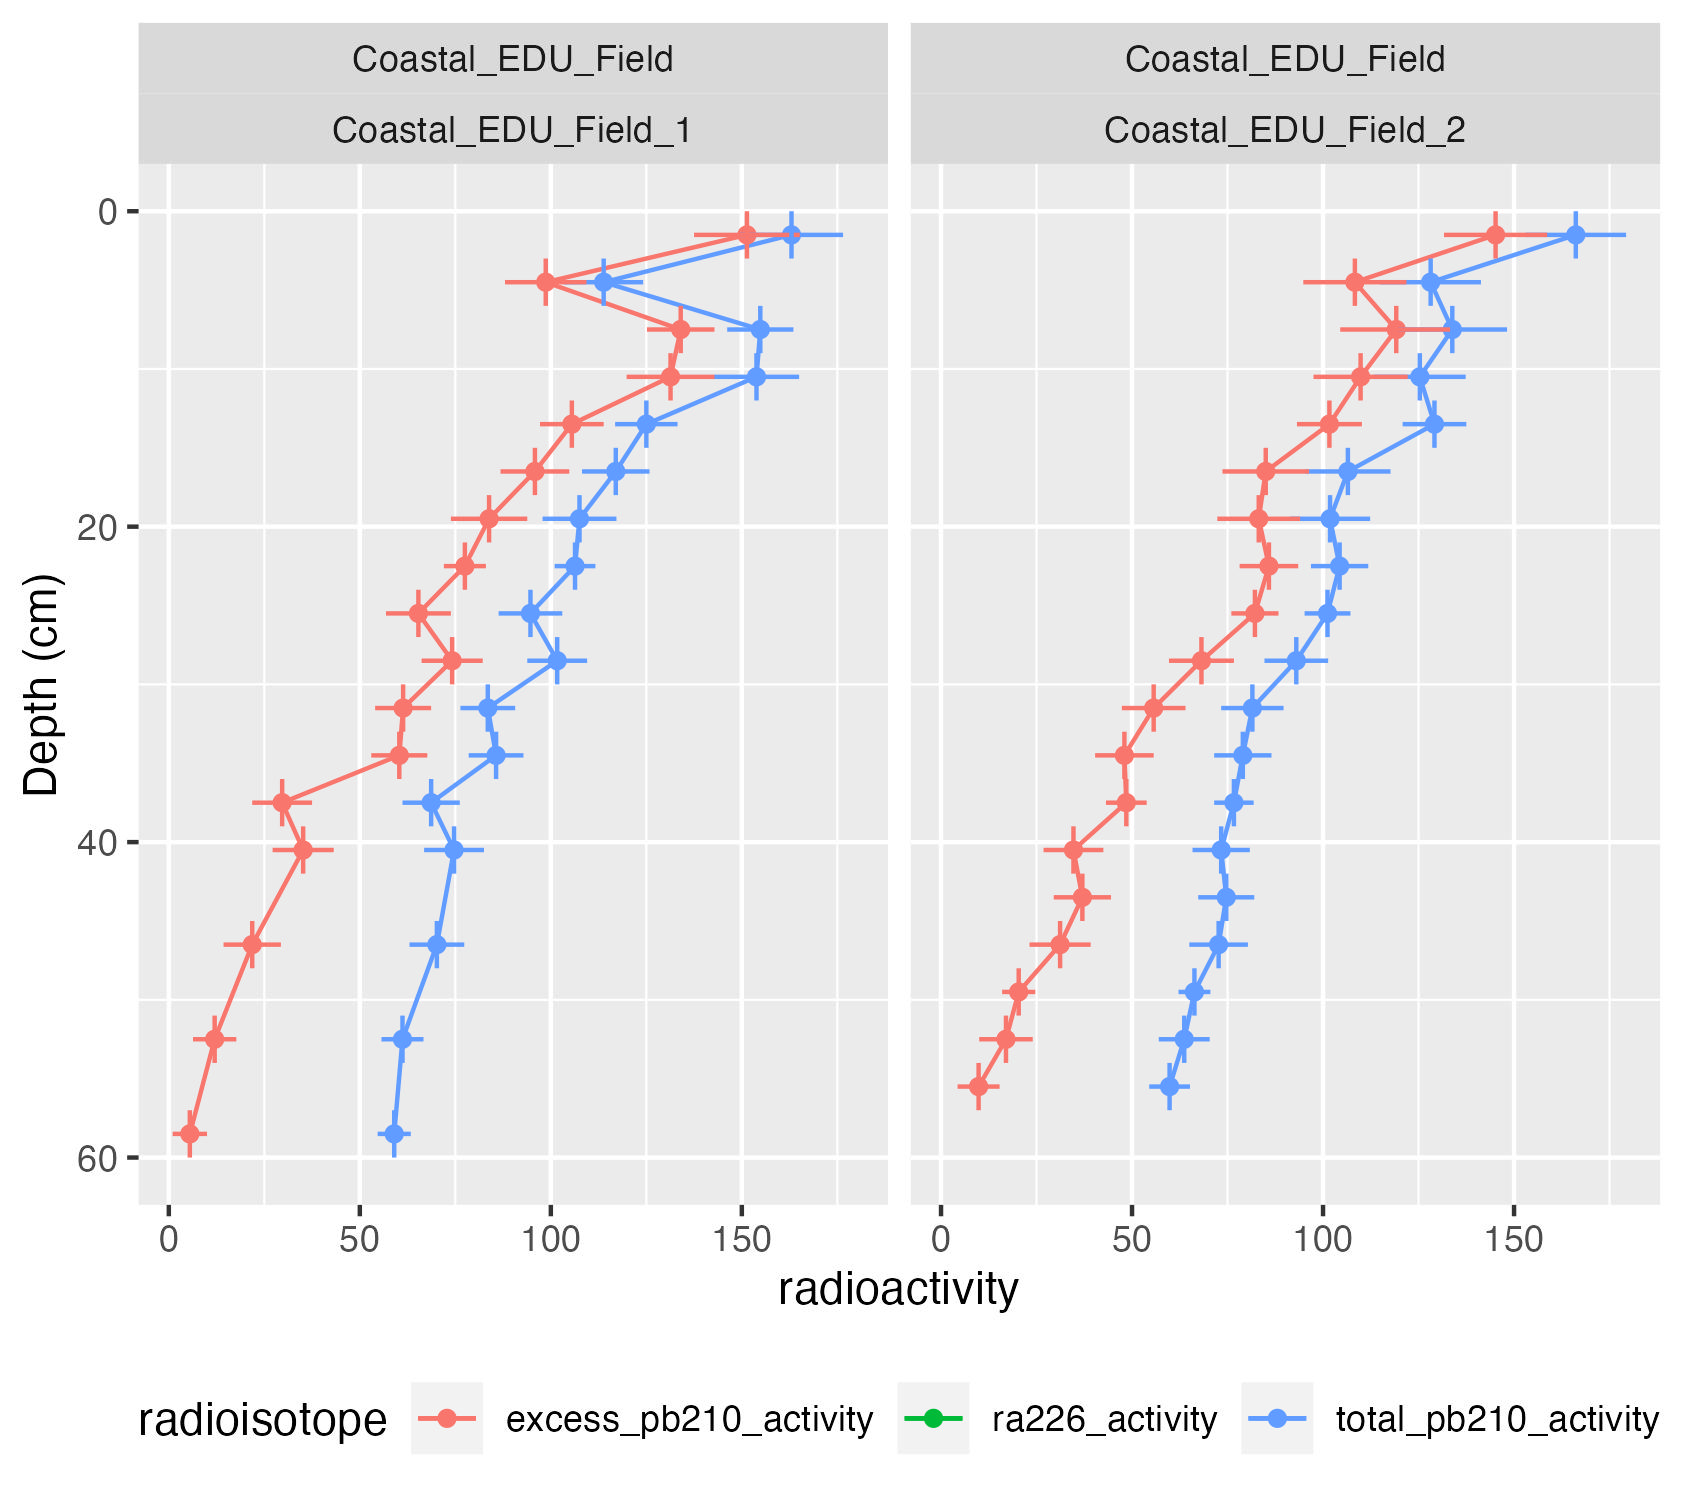 Coastal_EDU_Field Coastal_EDU_Field
Coastal_EDU_Field_1 Coastal_EDU_Field_2
0
20
40
60
Depth (cm)
0 50 100 150 0 50 100 150
radioactivity
radioisotope excess_pb210_activity ra226_activity total_pb210_activity